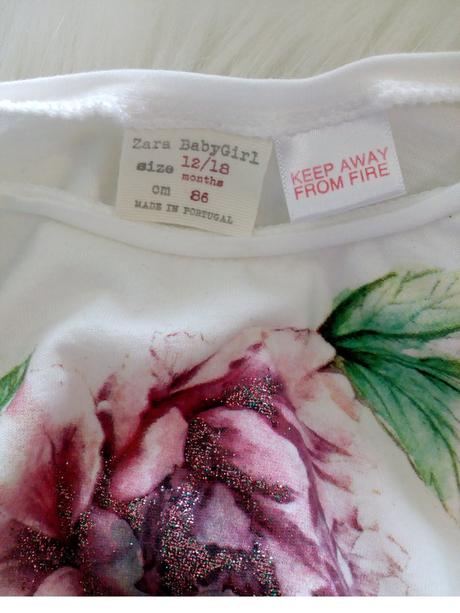 Zara BabyGirl
size 12/18
months
cm 86
MADE IN PORTUGAL
KEEP AWAY
FROM FIRE